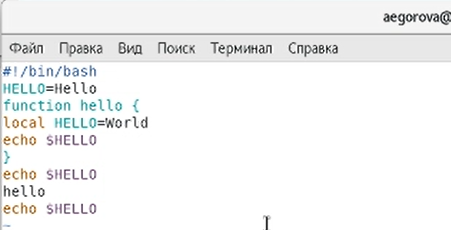 aegorova@
Файл Правка Вид Поиск Терминал Справка
#!/bin/bash
HELLO=Hello
function hello {
local HELLO=World
echo $HELLO
}
echo $HELLO
hello
echo $HELLO
~